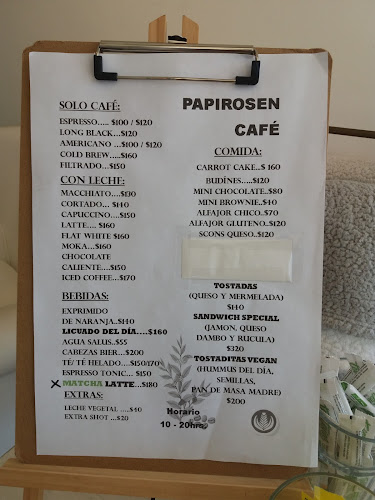 PAPIROSEN
CAFÉ
SOLO CAFÉ:
ESPRESSO..... $100 / $120
LONG BLACK...$120
AMERICANO ...$100 / $120
COLD BREW.....$160
FILTRADO...$150
CON LECHE:
MACCHIATO....$130
CORTADO... $140
CAPUCCINO....$150
LATTE.... $160
FLAT WHITE $160
MOKA....$160
CHOCOLATE
CALIENTE....$150
ICED COFFEE...$170
BEBIDAS:
EXPRIMIDO
DE NARANJA..$140
LICUADO DEL DÍA....$160
AGUA SALUS..$55
CABEZAS BIER...$200
TÉ/ TÉ HELADO....$150/170
ESPRESSO TONIC... $150
X MATCHA LATTE...$180
EXTRAS:
LECHE VEGETAL ....$40
EXTRA SHOT ...$20
COMIDA:
CARROT CAKE..$ 160
BUDÍNES.....$120
MINI CHOCOLATE..$80
MINI BROWNIE..$40
ALFAJOR CHICO..$70
ALFAJOR GLUTENO..$120
SCONS QUESO..$120
TOSTADAS
(QUESO Y MERMELADA)
$140
SANDWICH SPECIAL
(JAMON, QUESO
DAMBO Y RUCULA)
$320
TOSTADITAS VEGAN
(HUMMUS DEL DÍA,
SEMILLAS,
PAN DE MASA MADRE)
$200
Horario
10 - 20hrs